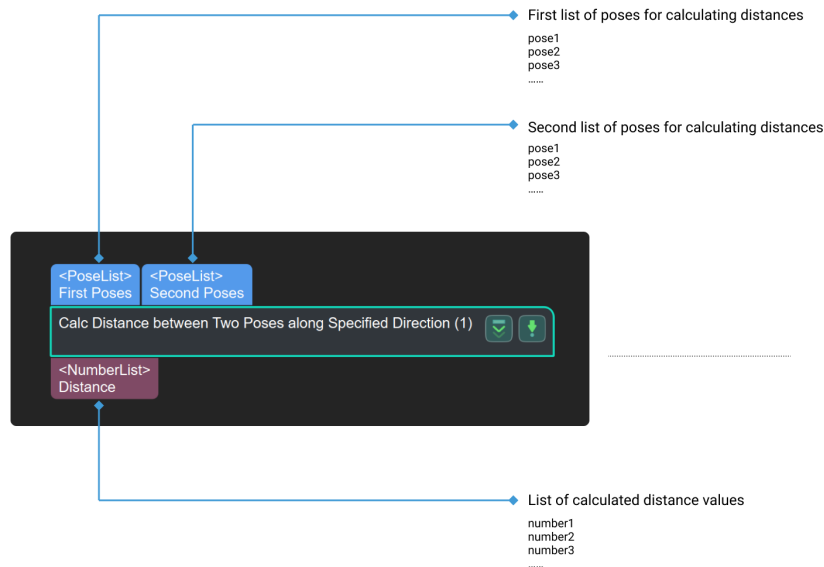 First list of poses for calculating distances
pose1
pose2
pose3
......
Second list of poses for calculating distances
pose1
pose2
pose3
......
<PoseList>
First Poses
<PoseList>
Second Poses
Calc Distance between Two Poses along Specified Direction (1)
<NumberList>
Distance
List of calculated distance values
number1
number2
number3
......